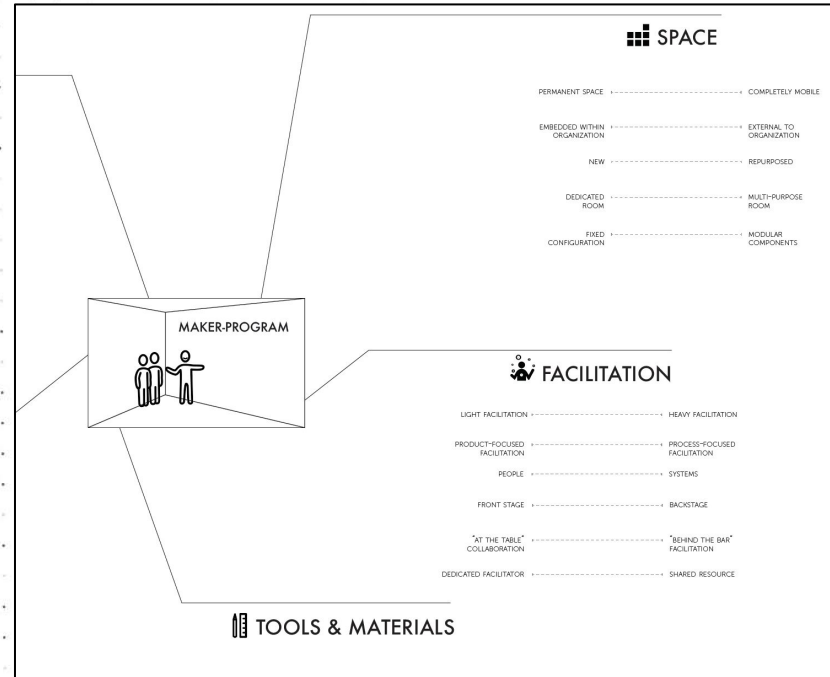 SPACE
PERMANENT SPACE COMPLETELY MOBILE
EMBEDDED WITHIN EXTERNAL TO
ORGANIZATION ORGANIZATION
NEW REPURPOSED
DEDICATED MULTI-PURPOSE
ROOM ROOM
FIXED MODULAR
CONFIGURATION COMPONENTS
MAKER-PROGRAM
FACILITATION
LIGHT FACILITATION HEAVY FACILITATION
PRODUCT-FOCUSED PROCESS-FOCUSED
FACILITATION FACILITATION
PEOPLE SYSTEMS
FRONT STAGE BACKSTAGE
"AT THE TABLE" "BEHIND THE BAR"
COLLABORATION FACILITATION
DEDICATED FACILITATOR SHARED RESOURCE
TOOLS & MATERIALS